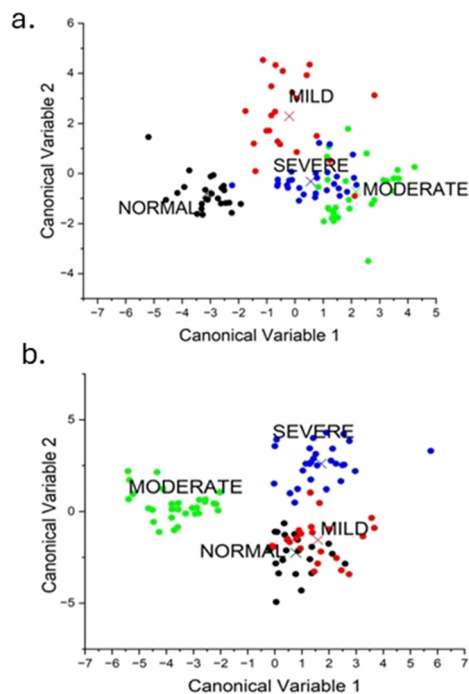 a.
6
4
2
0
−2
−4
Canonical Variable 2
MILD
SEVERE
MODERATE
NORMAL
−7 −6 −5 −4 −3 −2 −1 0 1 2 3 4 5
Canonical Variable 1
b.
5
0
−5
Canonical Variable 2
SEVERE
MODERATE
MILD
NORMAL
−7 −6 −5 −4 −3 −2 −1 0 1 2 3 4 5 6 7
Canonical Variable 1